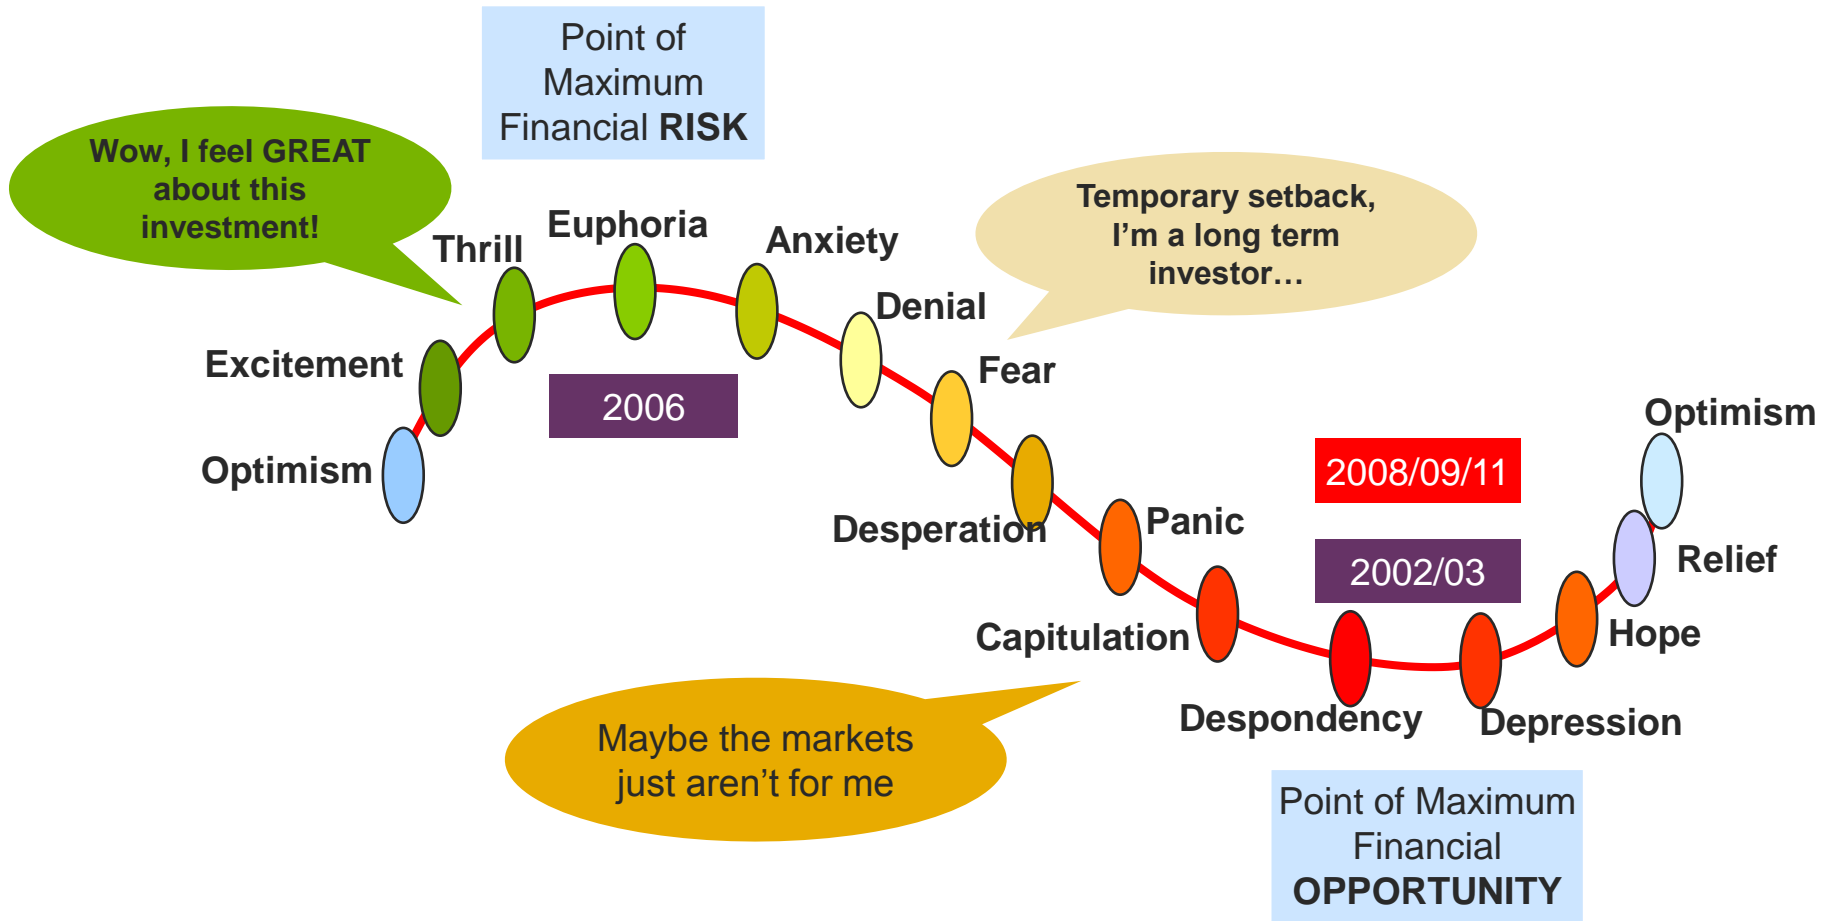 Point of
Maximum
Financial RISK
Wow, I feel GREAT
about this
investment!
Temporary setback,
I'm a long term
investor…
Euphoria
Thrill
Anxiety
Denial
Excitement
Fear
2006
Optimism
Optimism
2008/09/11
Desperation
Panic
2002/03
Relief
Capitulation
Hope
Despondency
Depression
Maybe the markets
just aren't for me
Point of Maximum
Financial
OPPORTUNITY